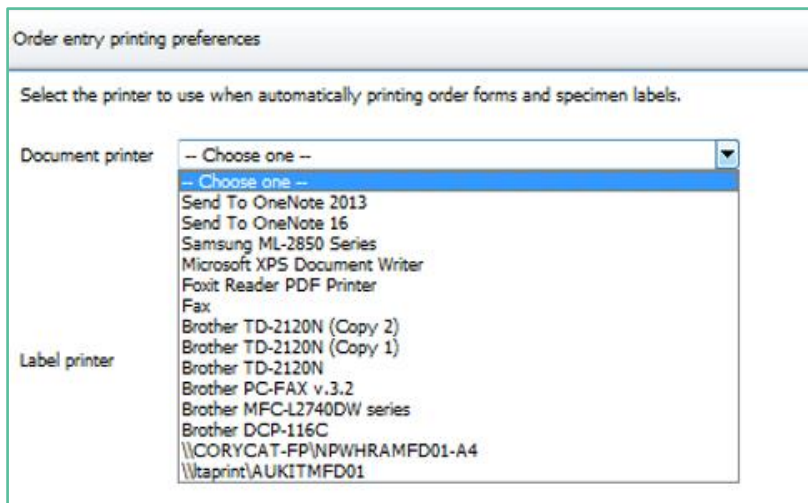 Order entry printing preferences
Select the printer to use when automatically printing order forms and specimen labels.
Document printer
-- Choose one --
-- Choose one --
Send To OneNote 2013
Send To OneNote 16
Samsung ML-2850 Series
Microsoft XPS Document Writer
Foxit Reader PDF Printer
Fax
Brother TD-2120N (Copy 2)
Brother TD-2120N (Copy 1)
Label printer
Brother TD-2120N
Brother PC-FAX v.3.2
Brother MFC-L2740DW series
Brother DCP-116C
\\CORYCAT-FP\NPWHRAMFD01-A4
\\ltaprint\AUKITMFD01